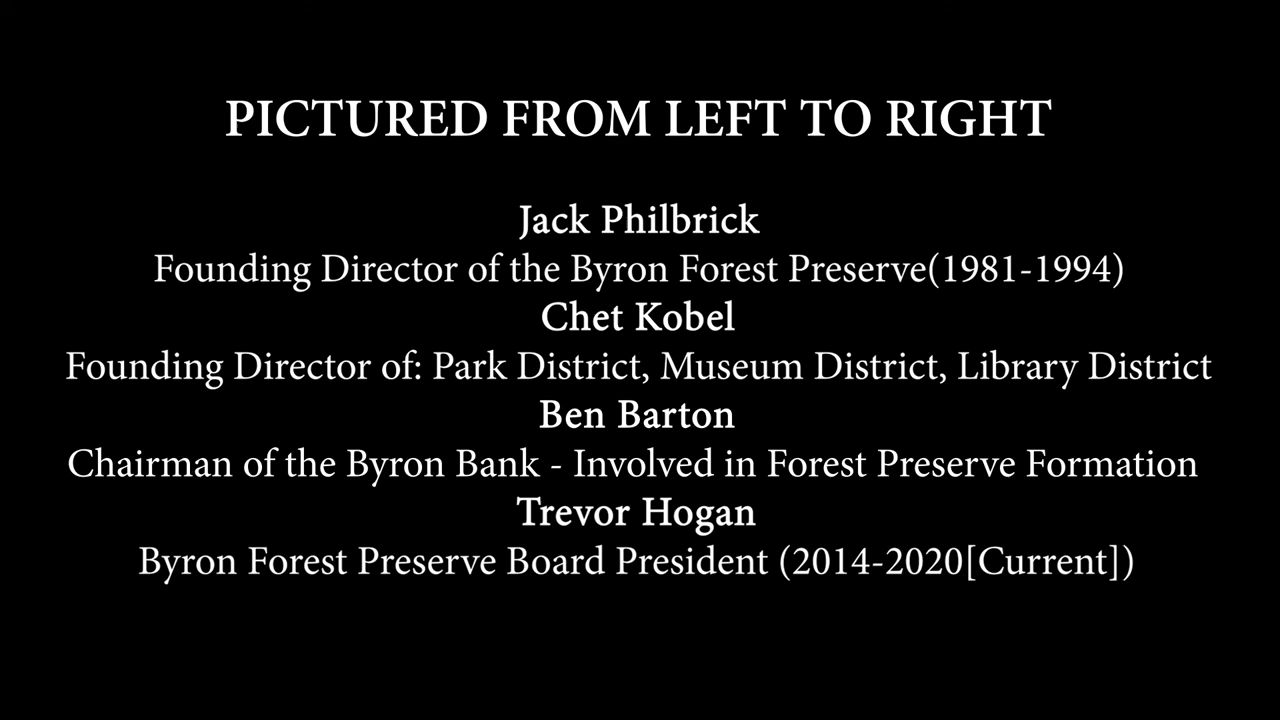 PICTURED FROM LEFT TO RIGHT
Jack Philbrick
Founding Director of the Byron Forest Preserve(1981-1994)
Chet Kobel
Founding Director of: Park District, Museum District, Library District
Ben Barton
Chairman of the Byron Bank - Involved in Forest Preserve Formation
Trevor Hogan
Byron Forest Preserve Board President (2014-2020[Current])